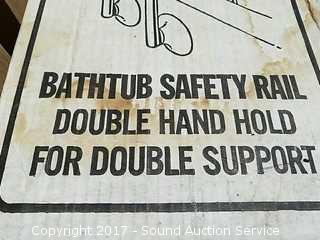 BATHTUB SAFETY RAIL
DOUBLE HAND HOLD
FOR DOUBLE SUPPORT
Copyright 2017 - Sound Auction Service